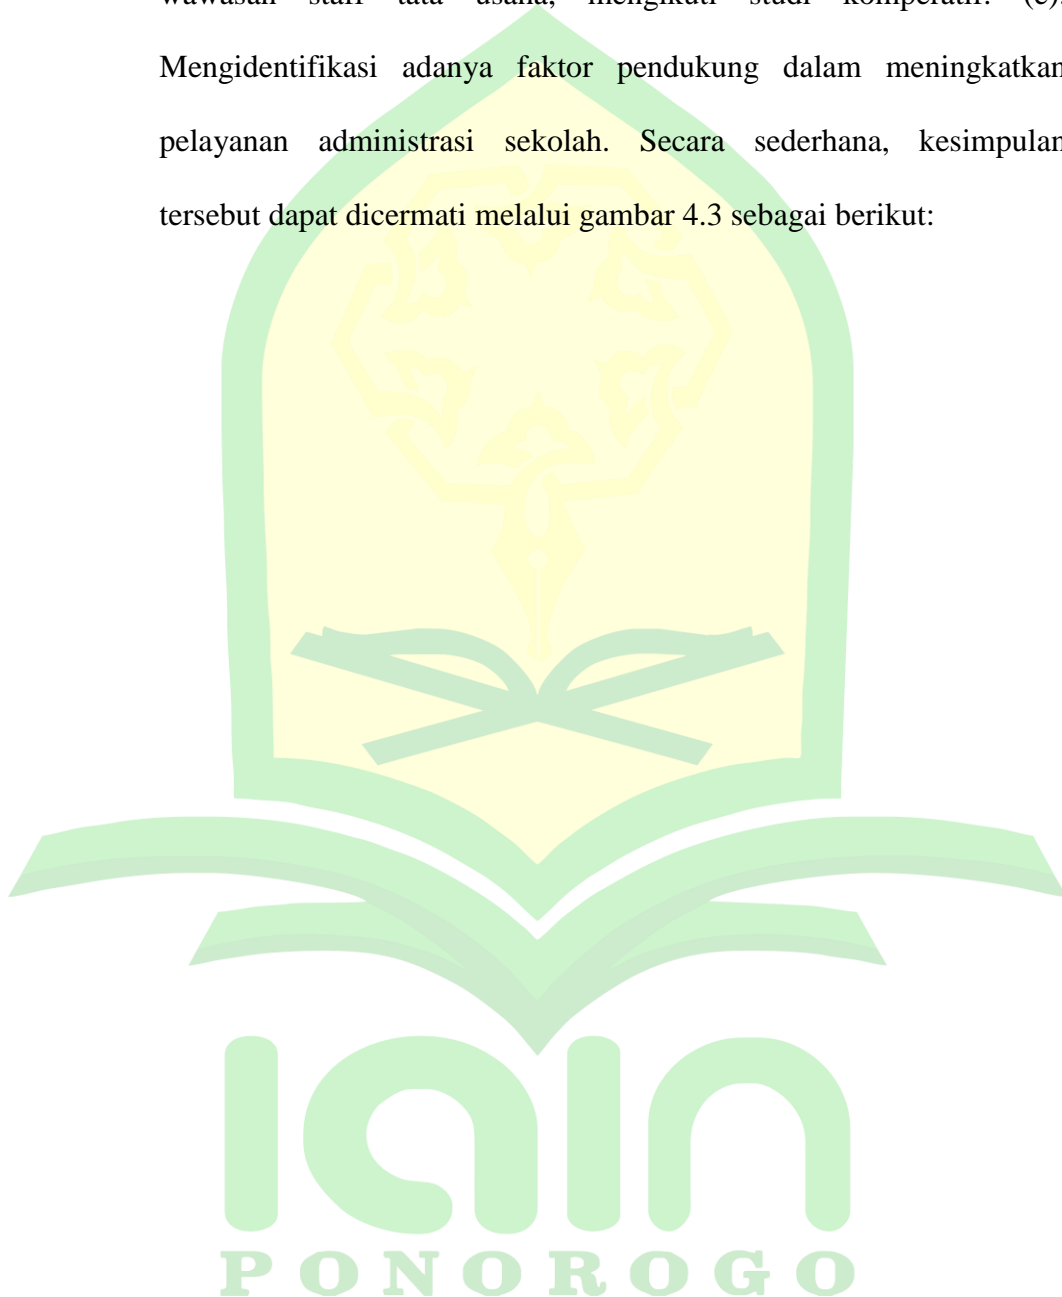 wawasan staff tata usaha, mengikuti studi komperatif. (c).
Mengidentifikasi adanya faktor pendukung dalam meningkatkan
pelayanan administrasi sekolah. Secara sederhana, kesimpulan
tersebut dapat dicermati melalui gambar 4.3 sebagai berikut:
IAIN
PONOROGO